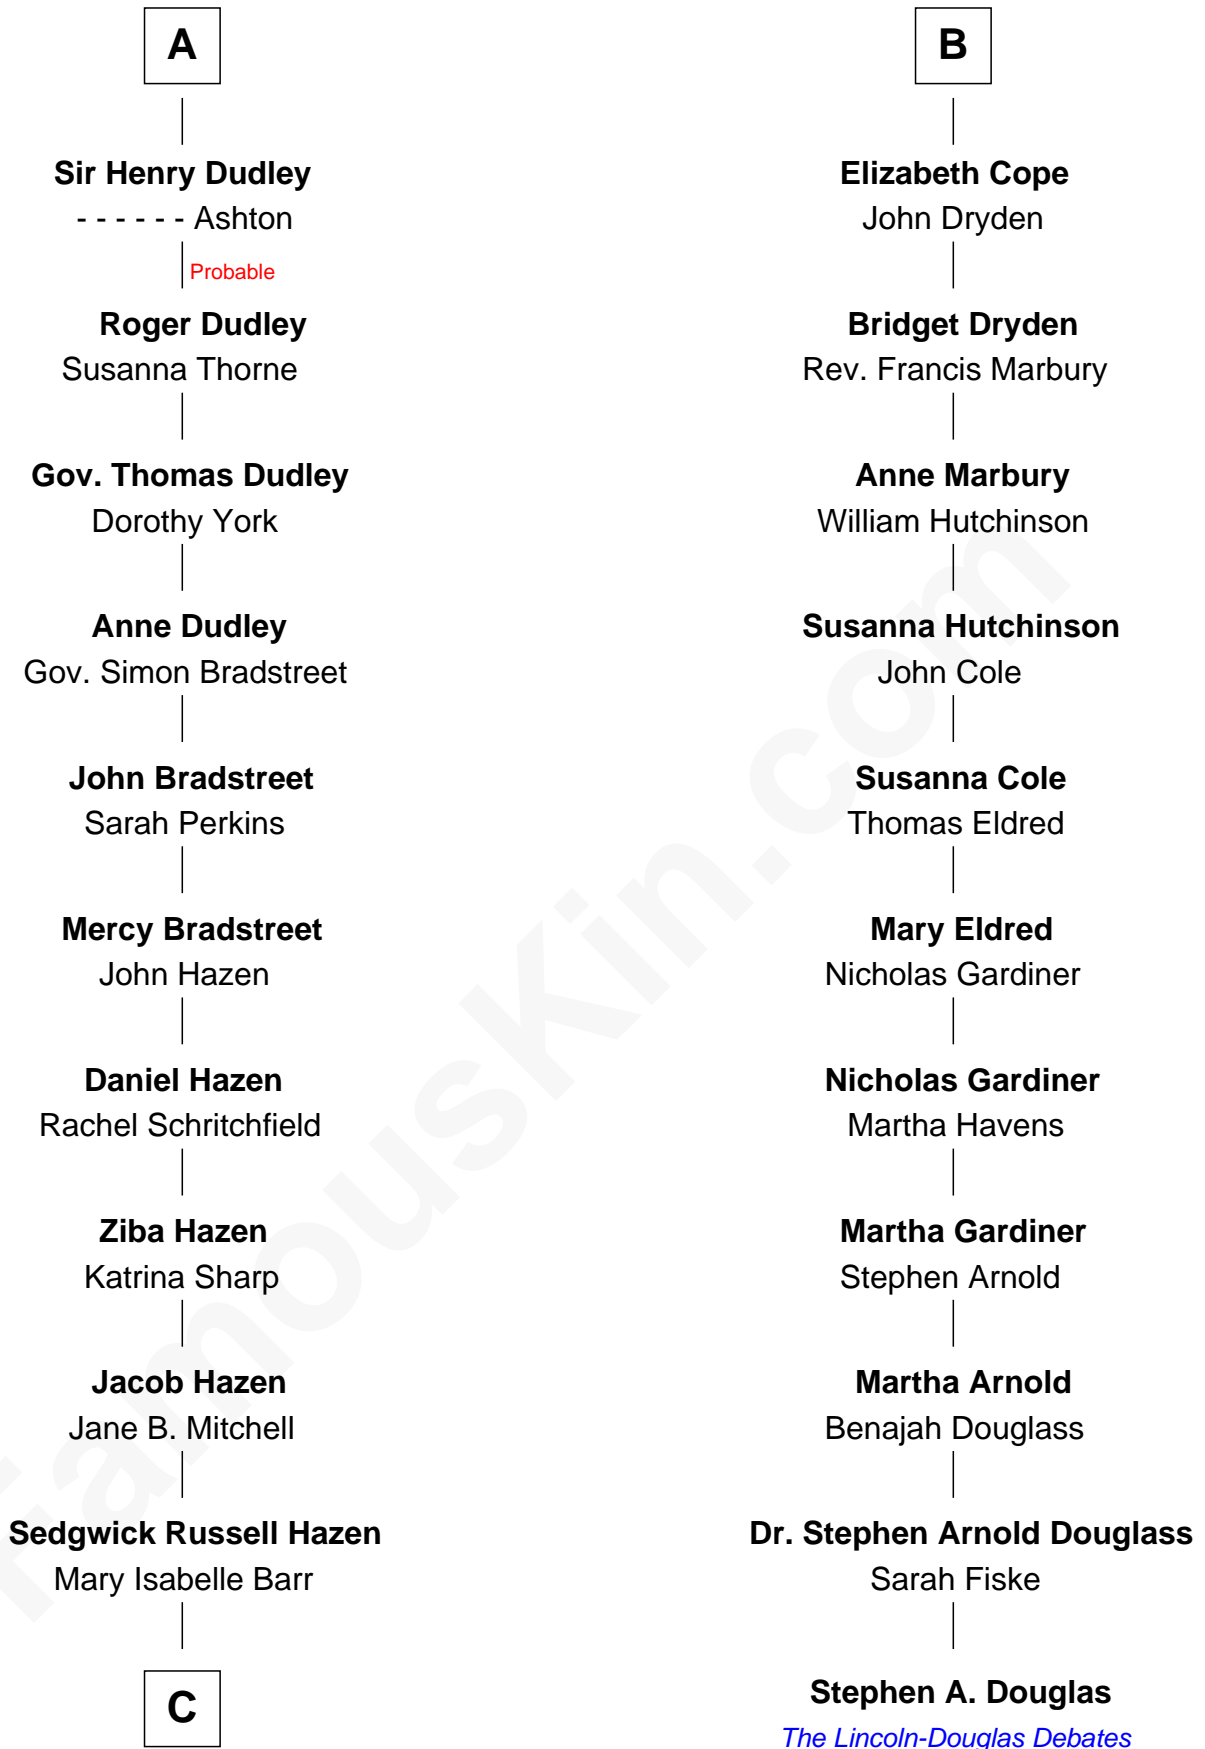 A
Sir Henry Dudley
- - - - - - Ashton
Probable
Roger Dudley
Susanna Thorne
Gov. Thomas Dudley
Dorothy York
Anne Dudley
Gov. Simon Bradstreet
John Bradstreet
Sarah Perkins
Mercy Bradstreet
John Hazen
Daniel Hazen
Rachel Schritchfield
Ziba Hazen
Katrina Sharp
Jacob Hazen
Jane B. Mitchell
Sedgwick Russell Hazen
Mary Isabelle Barr
C
B
Elizabeth Cope
John Dryden
Bridget Dryden
Rev. Francis Marbury
Anne Marbury
William Hutchinson
Susanna Hutchinson
John Cole
Susanna Cole
Thomas Eldred
Mary Eldred
Nicholas Gardiner
Nicholas Gardiner
Martha Havens
Martha Gardiner
Stephen Arnold
Martha Arnold
Benajah Douglass
Dr. Stephen Arnold Douglass
Sarah Fiske
Stephen A. Douglas
The Lincoln-Douglas Debates
FamousKin.com